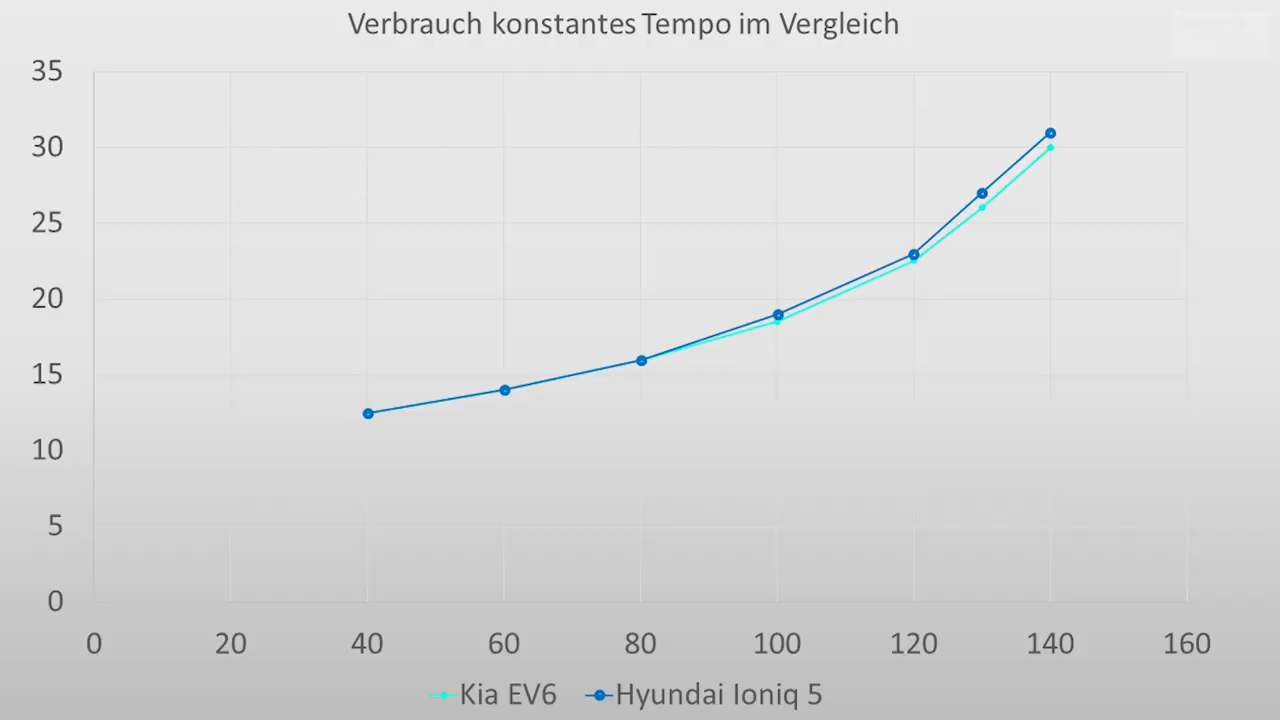 Verbrauch konstantes Tempo im Vergleich
35
30
25
20
15
10
5
0
0 20 40 60 80 100 120 140 160
Kia EV6 Hyundai Ioniq 5